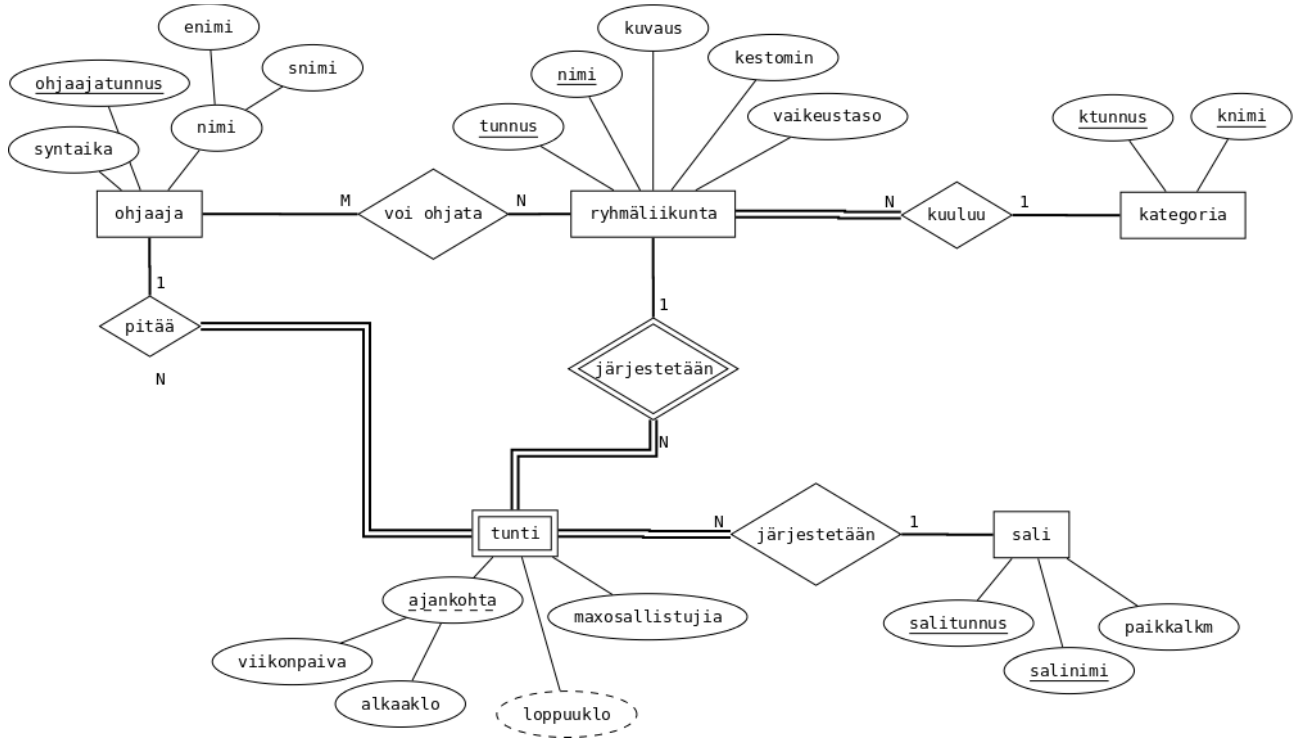 enimi
kuvaus
snimi
kestomin
nimi
ohjaajatunnus
nimi
vaikeustaso
ktunnus
knimi
tunnus
syntaika
M
N
N
1
ohjaaja
voi ohjata
ryhmäliikunta
kuuluu
kategoria
1
1
pitää
N
järjestetään
N
N
1
tunti
järjestetään
sali
ajankohta
maxosallistujia
salitunnus
paikkalkm
viikonpaiva
salinimi
alkaaklo
loppuuklo